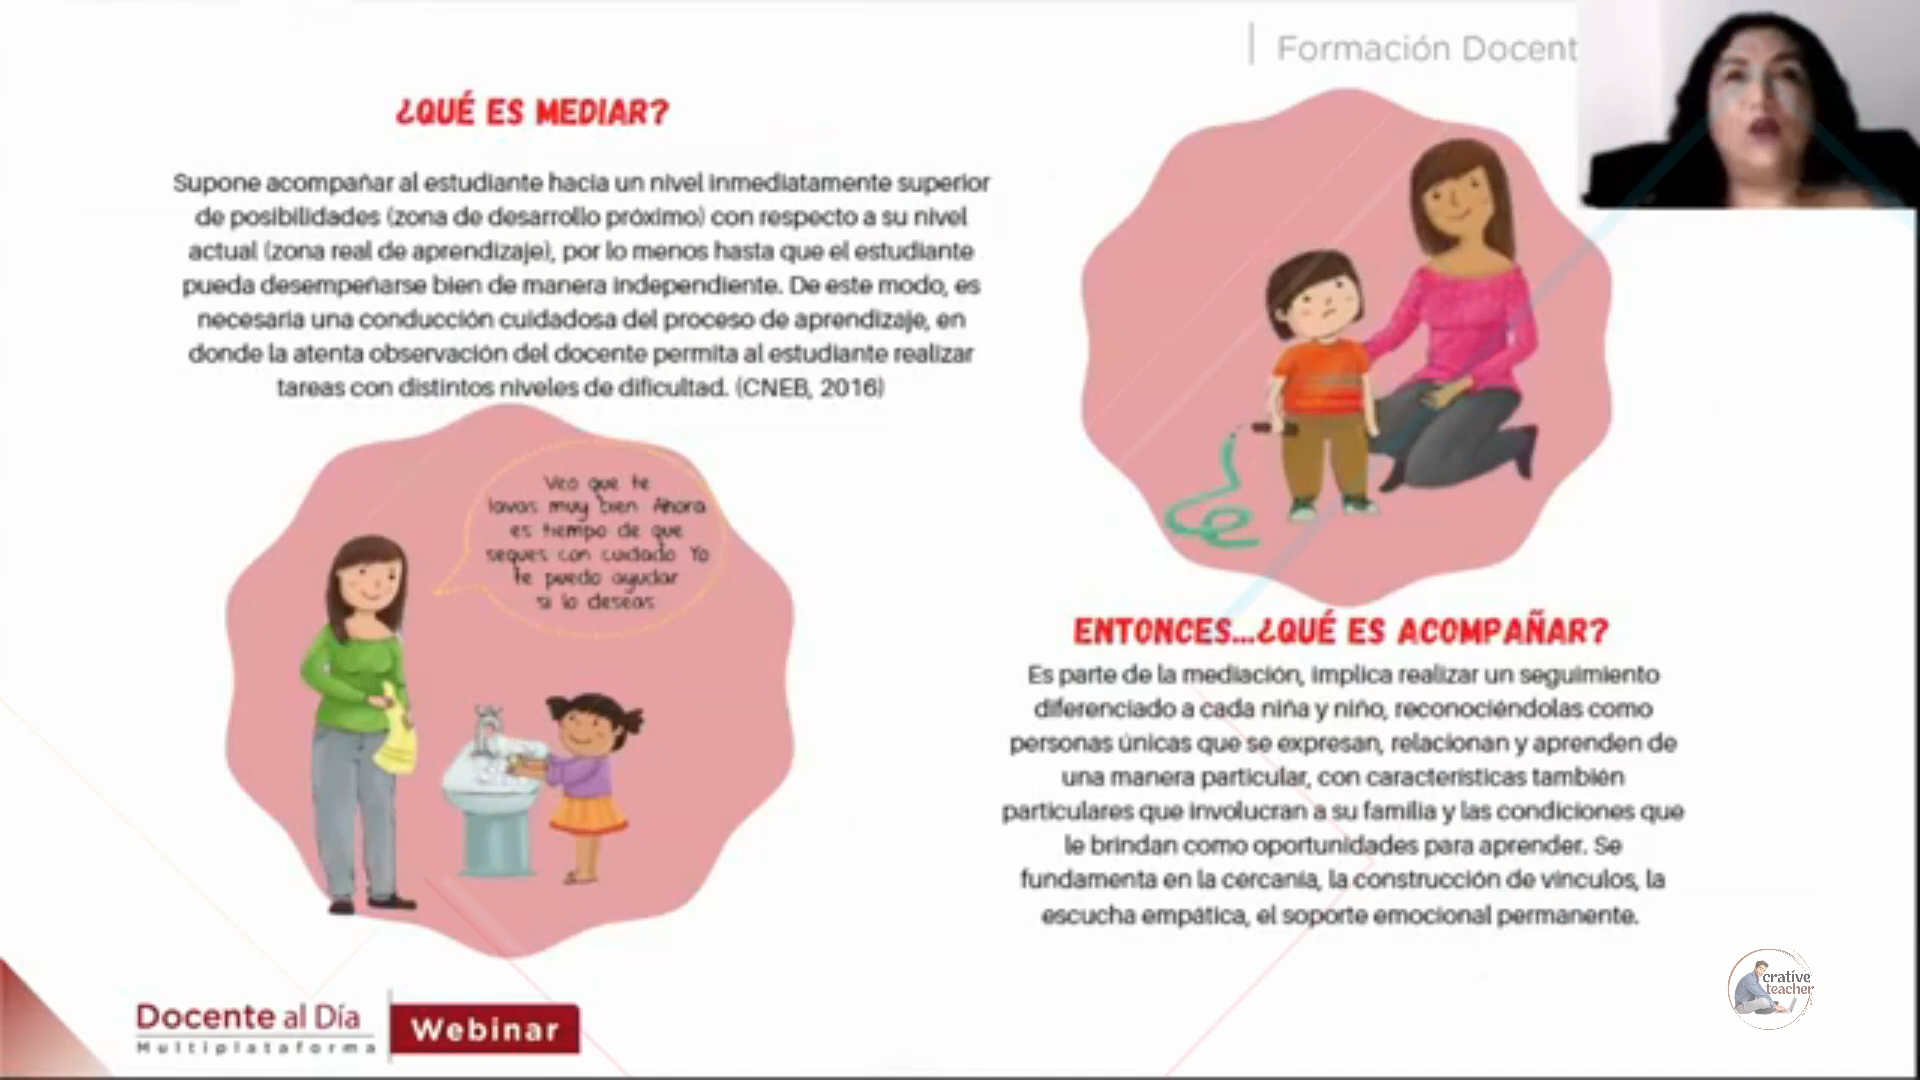 Formación Docent
¿QUÉ ES MEDIAR?
Supone acompañar al estudiante hacia un nivel inmediatamente superior
de posibilidades (zona de desarrollo próximo) con respecto a su nivel
actual (zona real de aprendizaje), por lo menos hasta que el estudiante
pueda desempeñarse bien de manera independiente. De este modo, es
necesaria una conducción cuidadosa del proceso de aprendizaje, en
donde la atenta observación del docente permita al estudiante realizar
tareas con distintos niveles de dificultad. (CNEB, 2016)
Veo que te
lavas muy bien Ahora
es tiempo de que
seques con cuidado Yo
te puedo ayudar
si lo deseas
ENTONCES...¿QUÉ ES ACOMPAÑAR?
Es parte de la mediación, implica realizar un seguimiento
diferenciado a cada niña y niño, reconociéndolas como
personas únicas que se expresan, relacionan y aprenden de
una manera particular, con características también
particulares que involucran a su familia y las condiciones que
le brindan como oportunidades para aprender. Se
fundamenta en la cercanía, la construcción de vínculos, la
escucha empática, el soporte emocional permanente.
Docente al Día
Multiplataforma
Webinar
crative
teacher